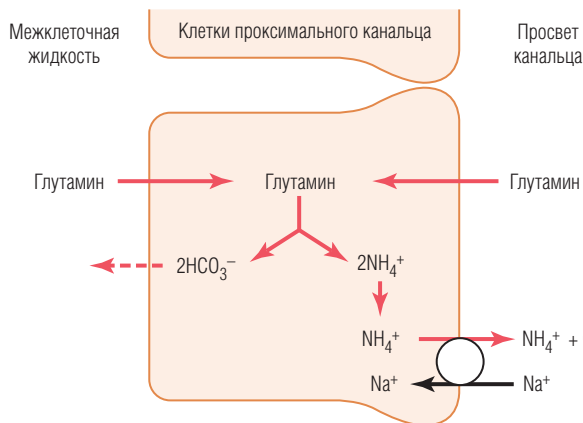 Межклеточная
жидкость
Клетки проксимального канальца
Просвет
канальца
Глутамин
Глутамин
Глутамин
2HCO₃⁻
2NH₄⁺
NH₄⁺
NH₄⁺ +
Na⁺
Na⁺